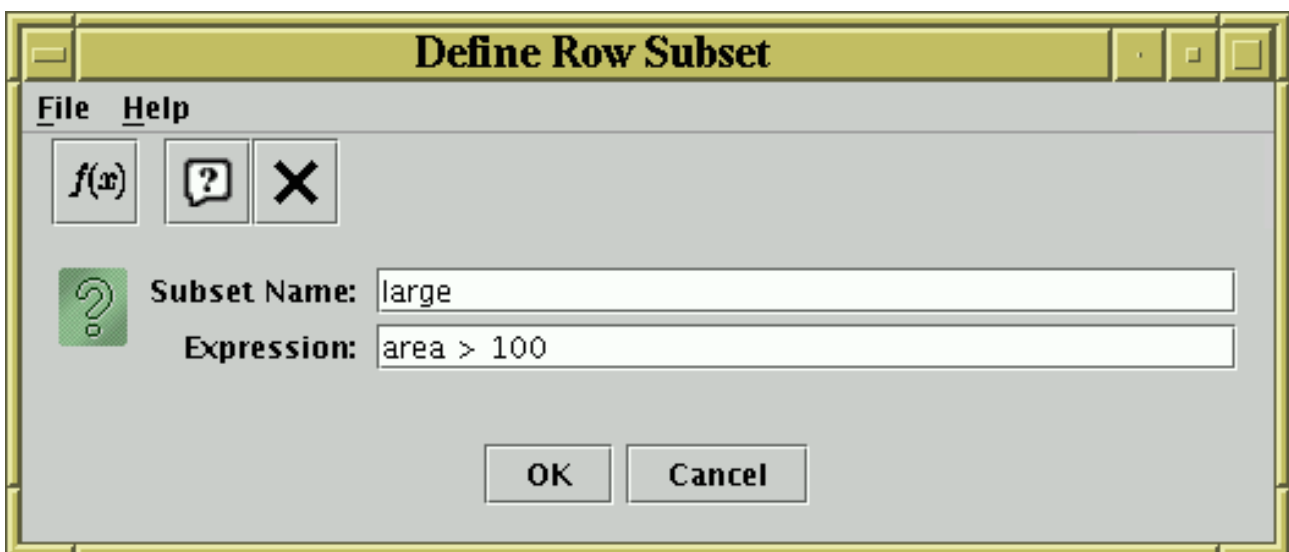 Define Row Subset
File Help
f(x) ?
Subset Name: large
Expression: area > 100
OK Cancel